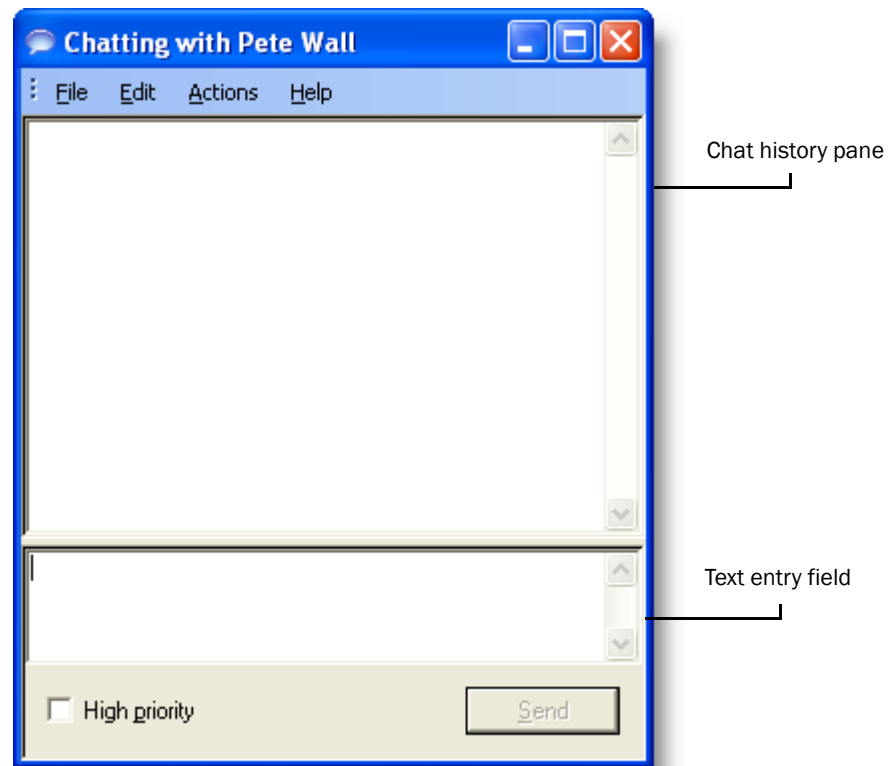 Chatting with Pete Wall
File Edit Actions Help
Chat history pane
Text entry field
High priority
Send